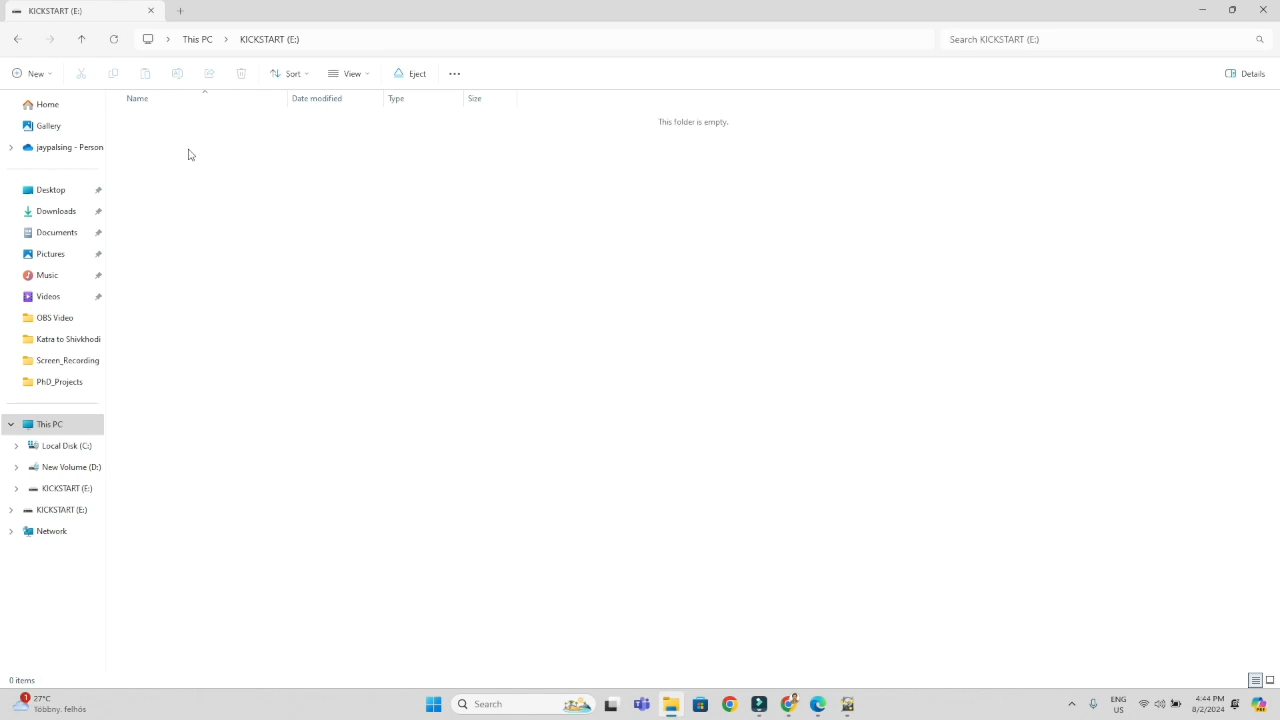 KICKSTART (E:)
This PC
KICKSTART (E:)
Search KICKSTART (E:)
New
Sort
View
Eject
Details
Name
Date modified
Type
Size
This folder is empty.
Home
Gallery
jaypalsing - Person
Desktop
Downloads
Documents
Pictures
Music
Videos
OBS Video
Katra to Shivkhodi
Screen_Recording
PhD_Projects
This PC
Local Disk (C:)
New Volume (D:)
KICKSTART (E:)
KICKSTART (E:)
Network
0 items
1
27°C
Többny. felhős
Search
ENG
US
4:44 PM
8/2/2024